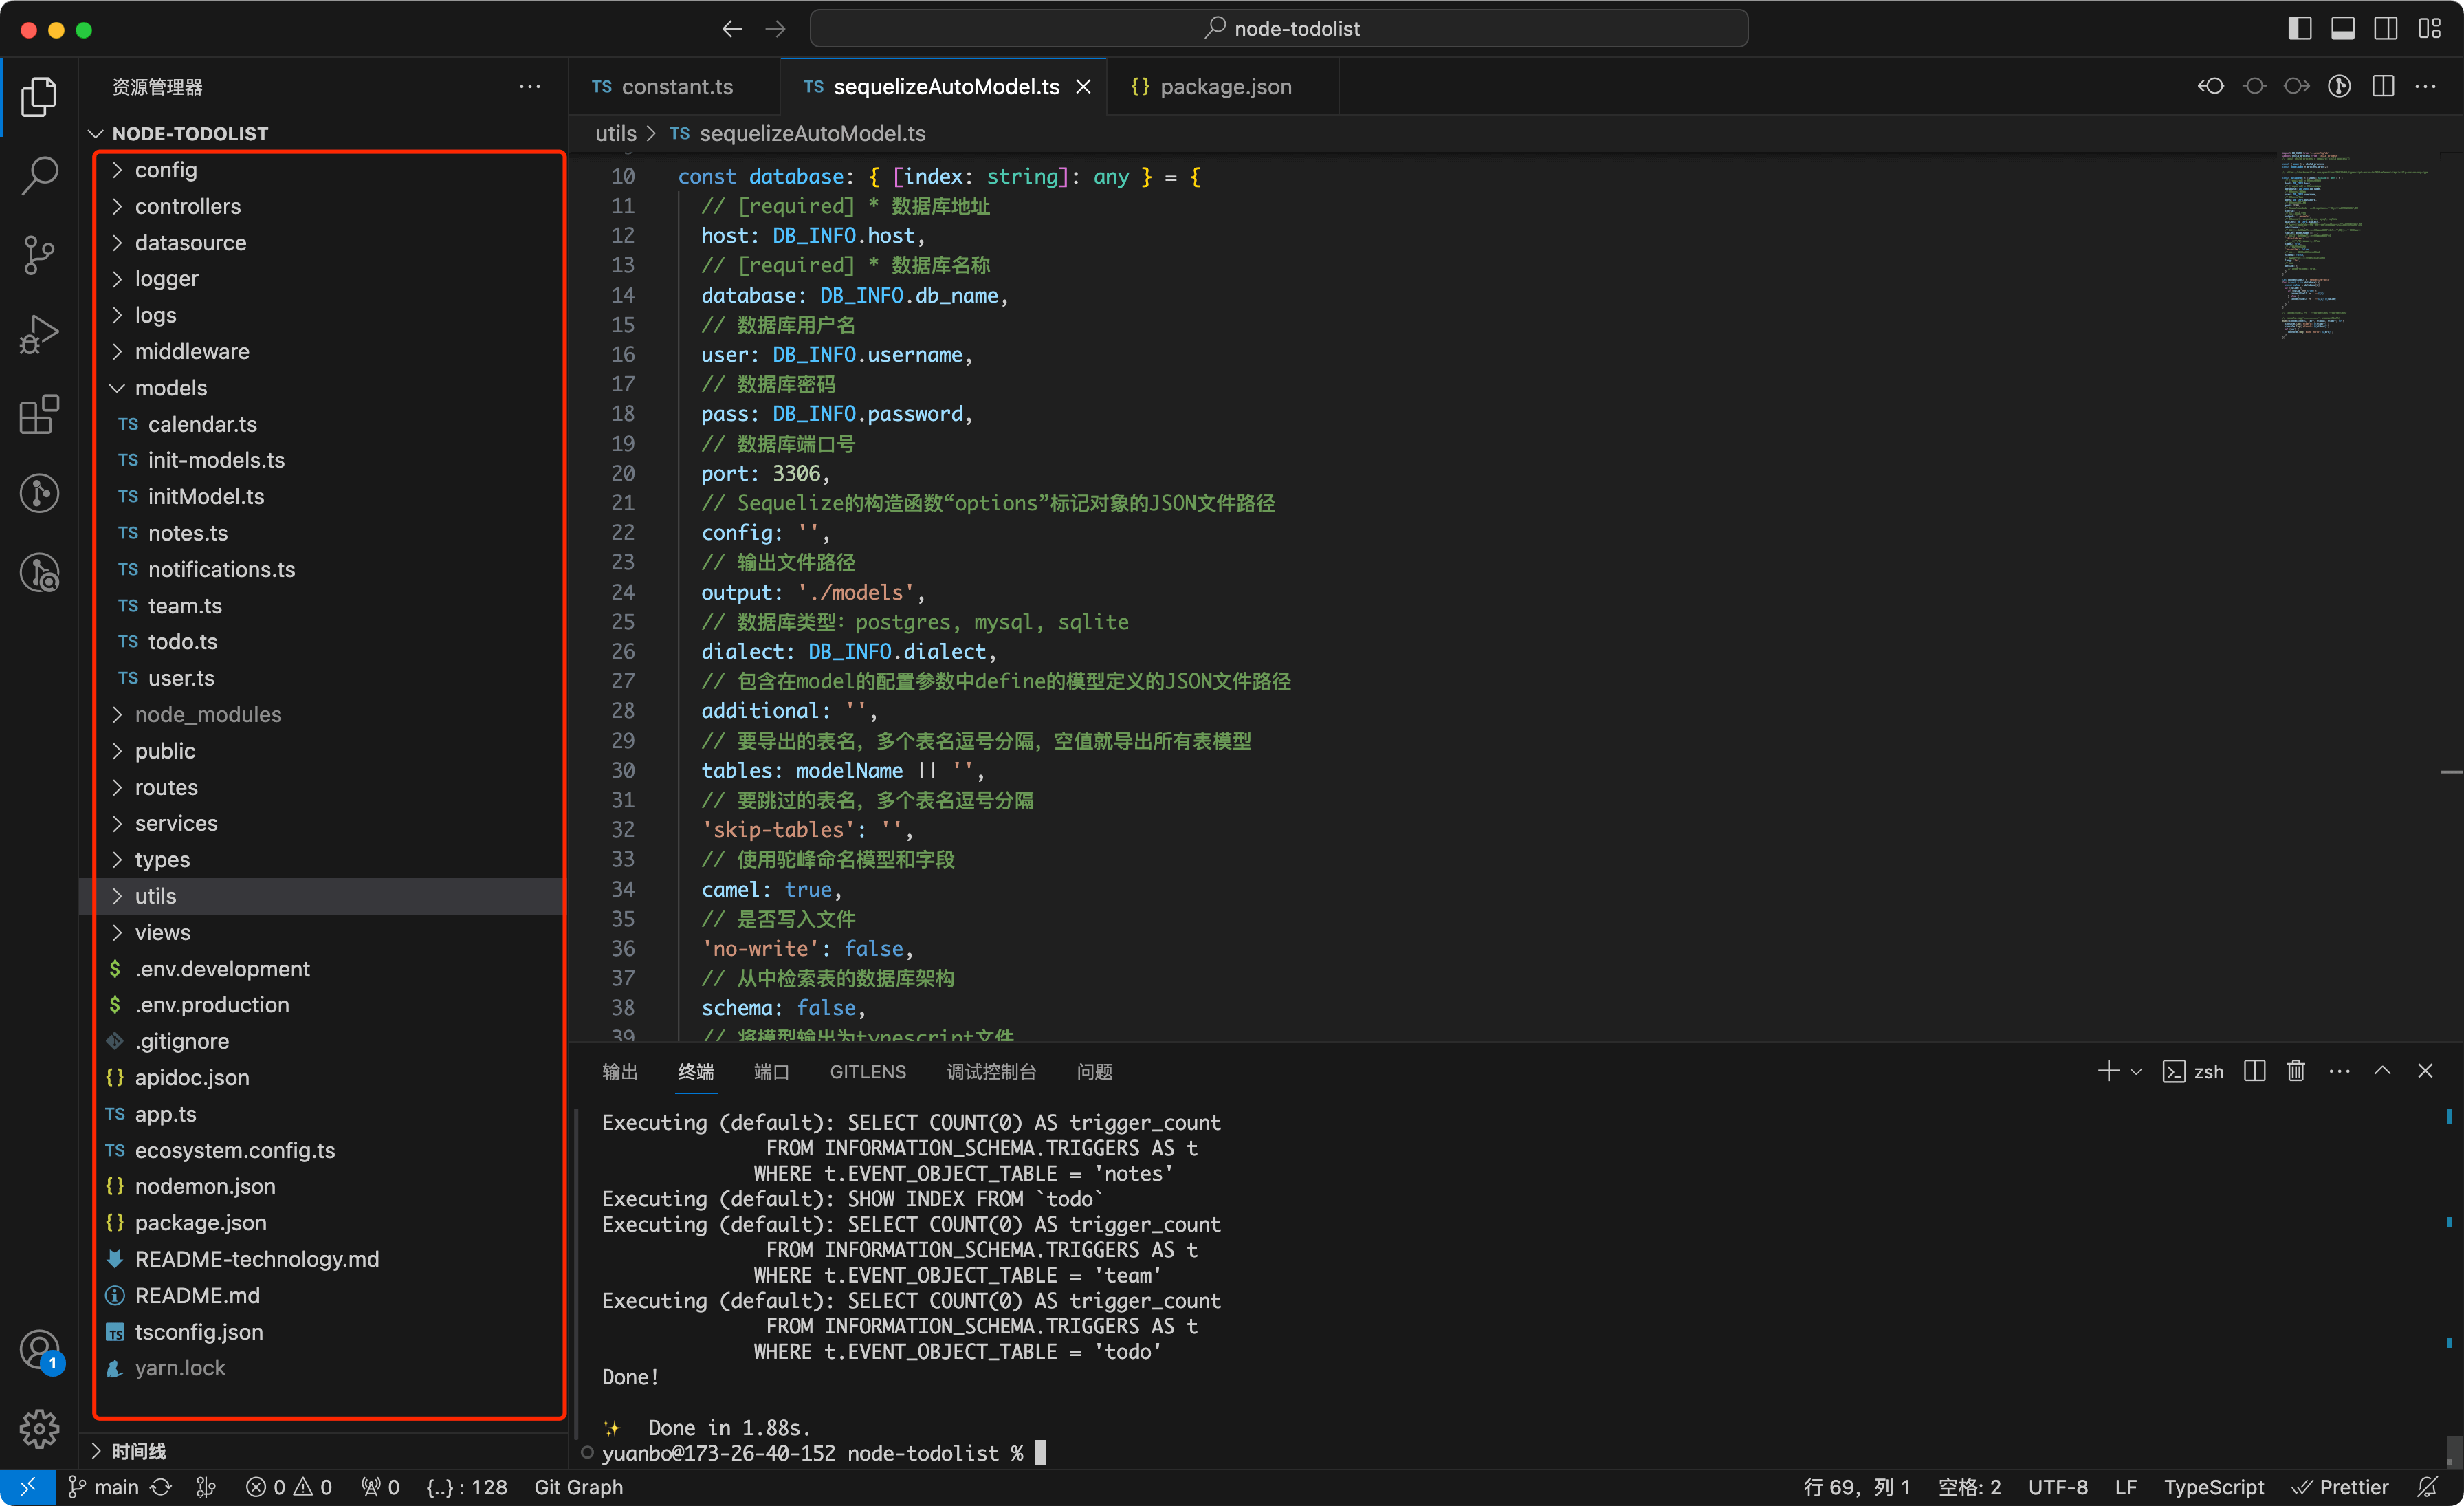 node-todolist
资源管理器
NODE-TODOLIST
config
controllers
datasource
logger
logs
middleware
models
TS calendar.ts
TS init-models.ts
TS initModel.ts
TS notes.ts
TS notifications.ts
TS team.ts
TS todo.ts
TS user.ts
node_modules
public
routes
services
types
utils
views
$ .env.development
$ .env.production
.gitignore
{} apidoc.json
TS app.ts
TS ecosystem.config.ts
{} nodemon.json
{} package.json
README-technology.md
README.md
TS tsconfig.json
yarn.lock
时间线
1
TS constant.ts
TS sequelizeAutoModel.ts
{} package.json
utils > TS sequelizeAutoModel.ts
10 const database: { [index: string]: any } = {
11 // [required] * 数据库地址
12 host: DB_INFO.host,
13 // [required] * 数据库名称
14 database: DB_INFO.db_name,
15 // 数据库用户名
16 user: DB_INFO.username,
17 // 数据库密码
18 pass: DB_INFO.password,
19 // 数据库端口号
20 port: 3306,
21 // Sequelize的构造函数“options”标记对象的JSON文件路径
22 config: '',
23 // 输出文件路径
24 output: './models',
25 // 数据库类型: postgres, mysql, sqlite
26 dialect: DB_INFO.dialect,
27 // 包含在model的配置参数中define的模型定义的JSON文件路径
28 additional: '',
29 // 要导出的表名，多个表名逗号分隔，空值就导出所有表模型
30 tables: modelName || '',
31 // 要跳过的表名，多个表名逗号分隔
32 'skip-tables': '',
33 // 使用驼峰命名模型和字段
34 camel: true,
35 // 是否写入文件
36 'no-write': false,
37 // 从中检索表的数据库架构
38 schema: false,
39 // 将模型输出为typescript文件
输出 终端 端口 GITLENS 调试控制台 问题
zsh
Executing (default): SELECT COUNT(0) AS trigger_count
FROM INFORMATION_SCHEMA.TRIGGERS AS t
WHERE t.EVENT_OBJECT_TABLE = 'notes'
Executing (default): SHOW INDEX FROM `todo`
Executing (default): SELECT COUNT(0) AS trigger_count
FROM INFORMATION_SCHEMA.TRIGGERS AS t
WHERE t.EVENT_OBJECT_TABLE = 'team'
Executing (default): SELECT COUNT(0) AS trigger_count
FROM INFORMATION_SCHEMA.TRIGGERS AS t
WHERE t.EVENT_OBJECT_TABLE = 'todo'
Done!
✨ Done in 1.88s.
yuanbo@173-26-40-152 node-todolist %
main 0 0 0 {..} : 128 Git Graph 行 69，列 1 空格: 2 UTF-8 LF TypeScript Prettier